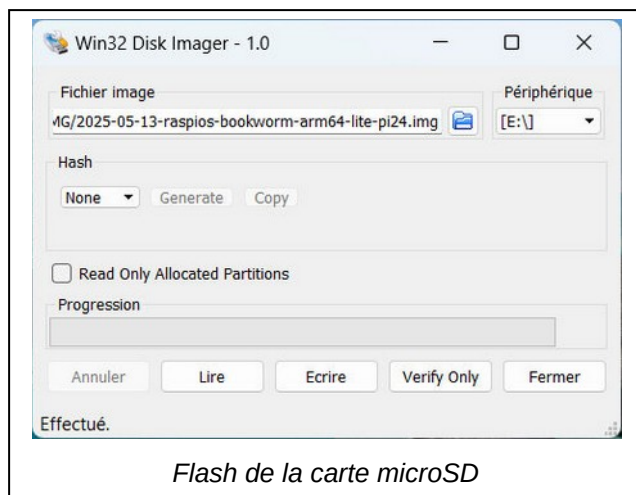 Win32 Disk Imager - 1.0
Fichier image
Périphérique
MG/2025-05-13-raspios-bookworm-arm64-lite-pi24.img
[E:\]
Hash
None
Generate
Copy
Read Only Allocated Partitions
Progression
Annuler
Lire
Ecrire
Verify Only
Fermer
Effectué.
Flash de la carte microSD